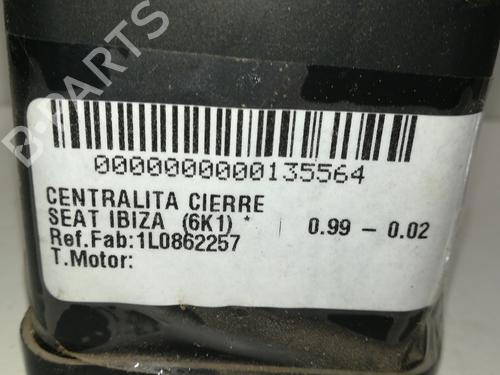 B-PARTS
0000000000135564
CENTRALITA CIERRE
SEAT IBIZA (6K1) * 0.99 - 0.02
Ref.Fab:1L0862257
T.Motor: